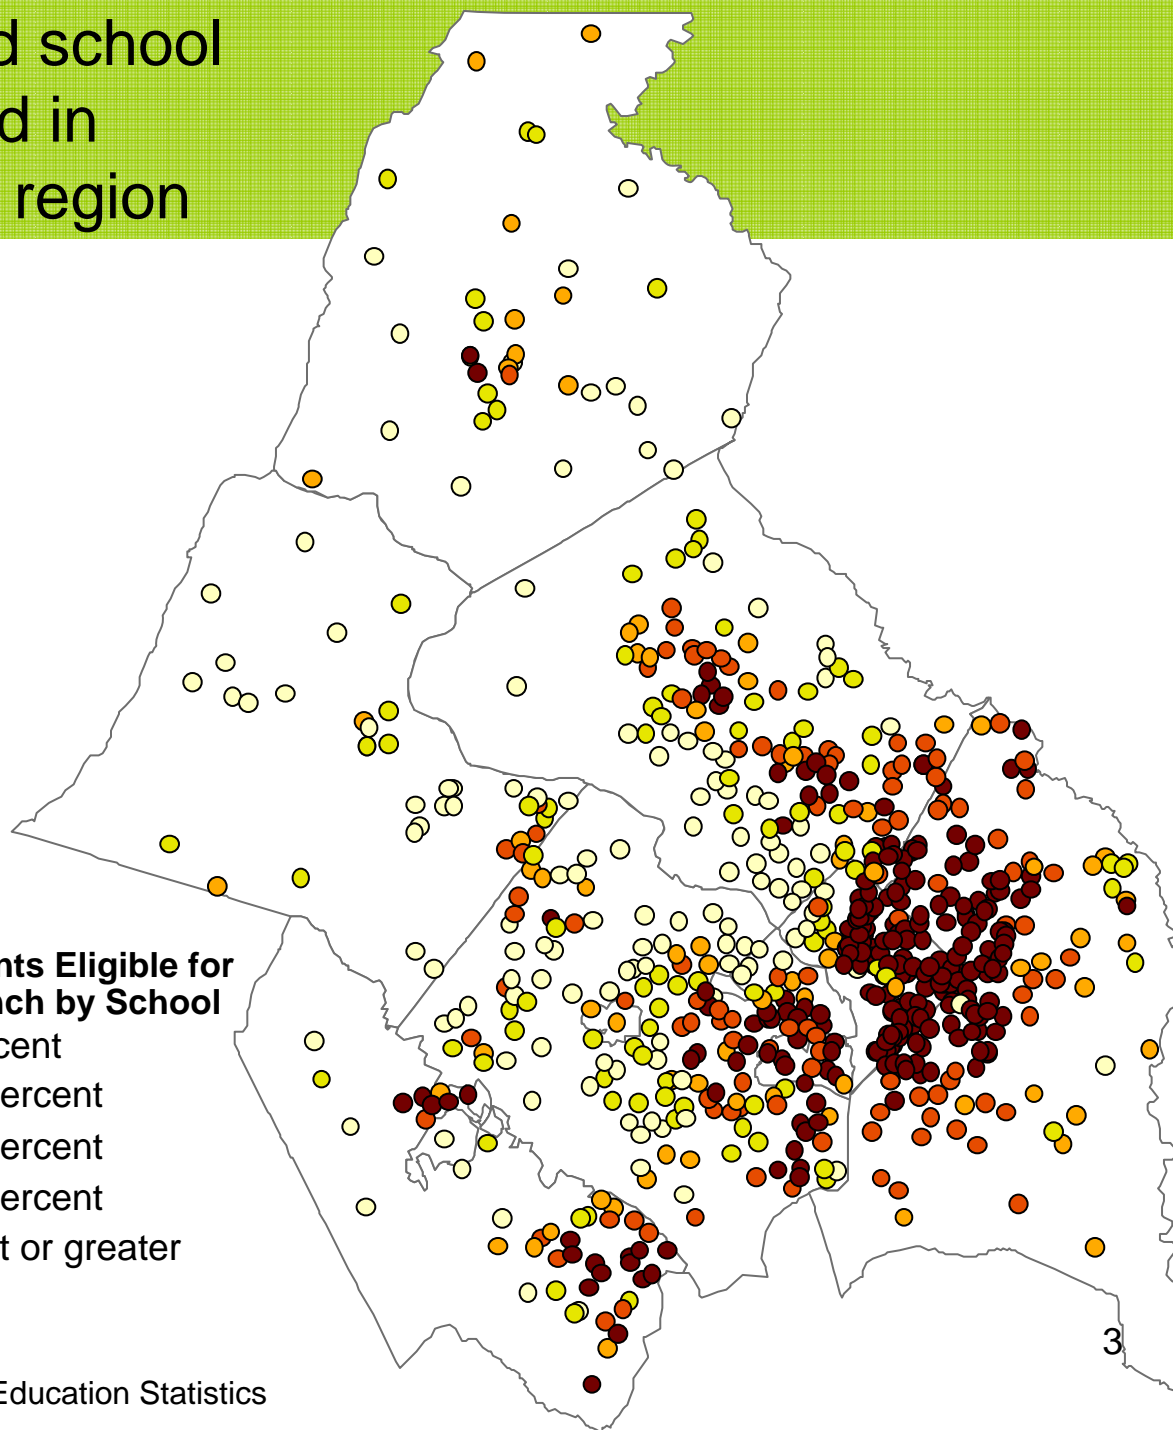 d school
d in
region
nts Eligible for
nch by School
cent
ercent
ercent
ercent
t or greater
3
Education Statistics